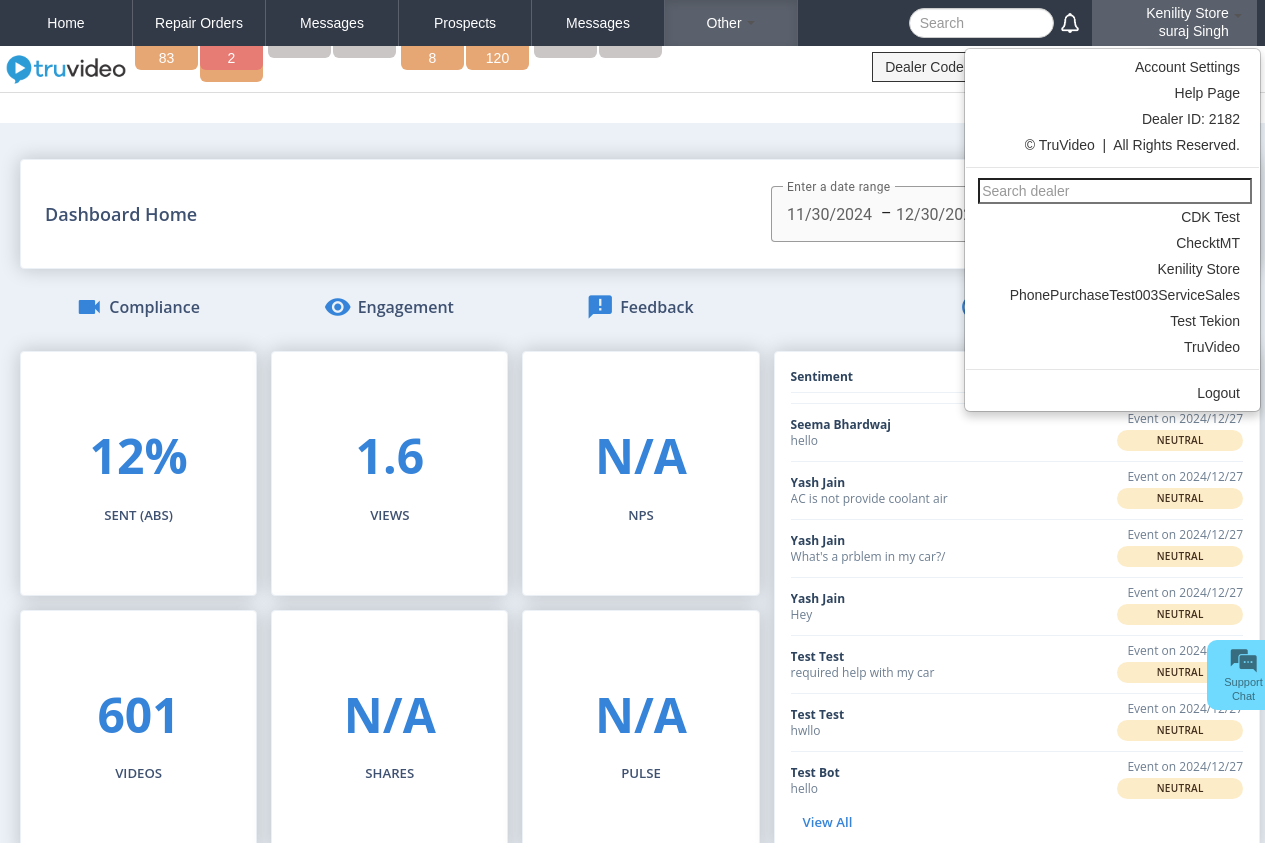 Home
Repair Orders
Messages
Prospects
Messages
Other
Search
Kenility Store
suraj Singh
truvideo
83
2
8
120
Dealer Code
Account Settings
Help Page
Dealer ID: 2182
© TruVideo | All Rights Reserved.
Search dealer
CDK Test
ChecktMT
Kenility Store
PhonePurchaseTest003ServiceSales
Test Tekion
TruVideo
Logout
Dashboard Home
Enter a date range
11/30/2024 – 12/30/202
Compliance
Engagement
Feedback
12%
SENT (ABS)
1.6
VIEWS
N/A
NPS
601
VIDEOS
N/A
SHARES
N/A
PULSE
Sentiment
Seema Bhardwaj
hello
Event on 2024/12/27
NEUTRAL
Yash Jain
AC is not provide coolant air
Event on 2024/12/27
NEUTRAL
Yash Jain
What's a prblem in my car?/
Event on 2024/12/27
NEUTRAL
Yash Jain
Hey
Event on 2024/12/27
NEUTRAL
Test Test
required help with my car
Event on 2024
NEUTRAL
Test Test
hwllo
Event on 2024/12/27
NEUTRAL
Test Bot
hello
Event on 2024/12/27
NEUTRAL
View All
Support
Chat